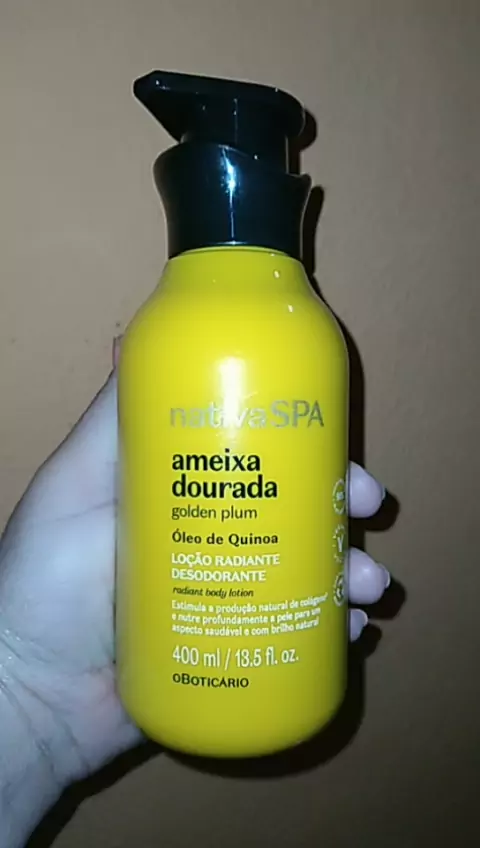 nativaSPA
ameixa
dourada
golden plum
Óleo de Quinoa
LOÇÃO RADIANTE
DESODORANTE
radiant body lotion
Estimula a produção natural de colágeno*
e nutre profundamente a pele para um
aspecto saudável e com brilho natural
400 ml / 13.5 fl. oz.
oBOTICÁRIO